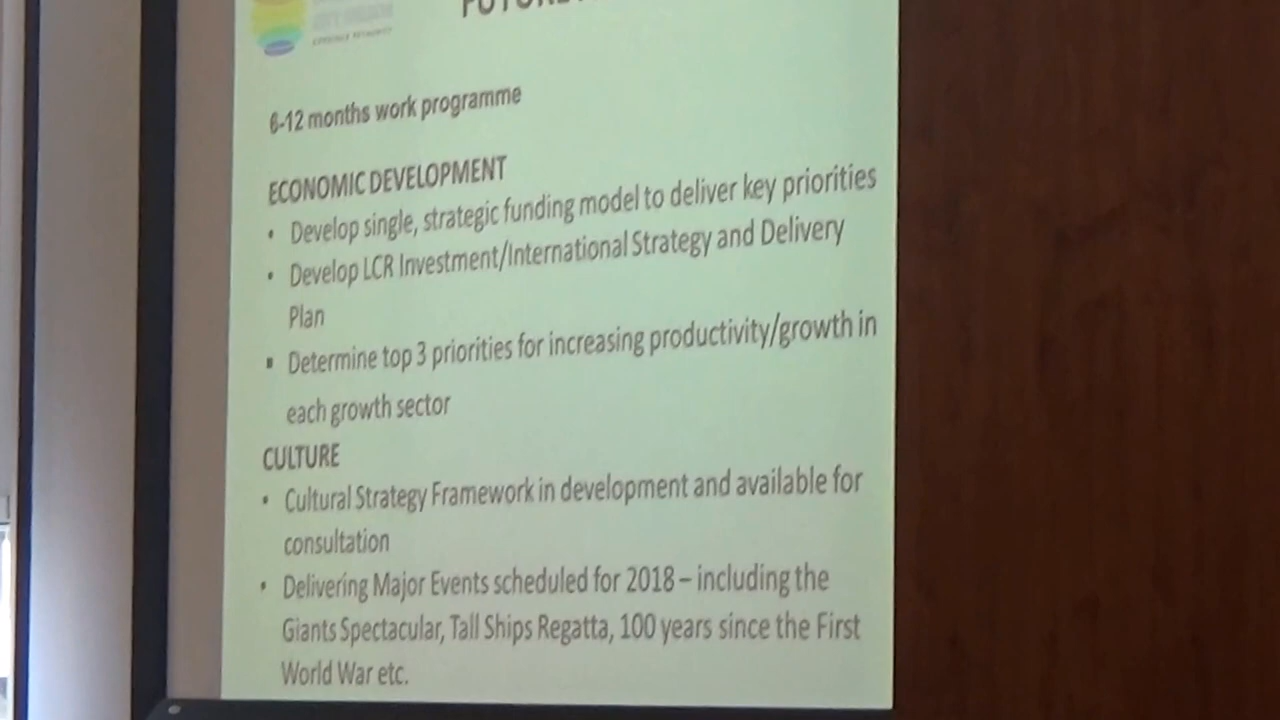 6-12 months work programme
ECONOMIC DEVELOPMENT
• Develop single, strategic funding model to deliver key priorities
• Develop LCR Investment/International Strategy and Delivery
Plan
▪ Determine top 3 priorities for increasing productivity/growth in
each growth sector
CULTURE
• Cultural Strategy Framework in development and available for
consultation
• Delivering Major Events scheduled for 2018 – including the
Giants Spectacular, Tall Ships Regatta, 100 years since the First
World War etc.